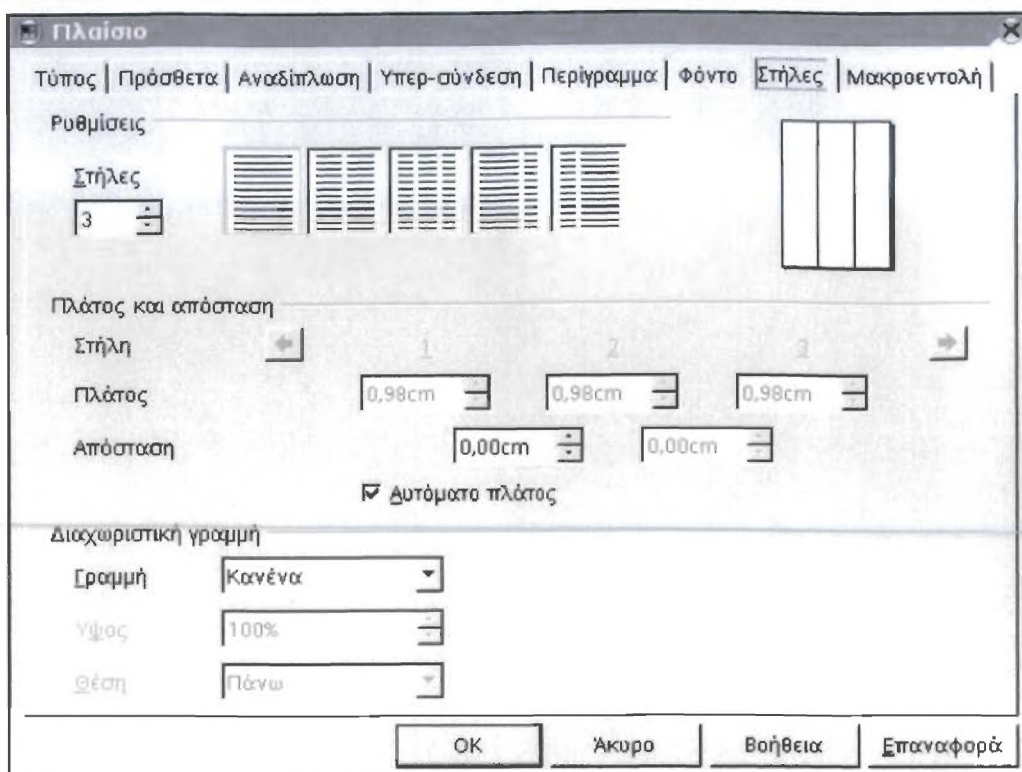 Πλαίσιο
Τύπος Πρόσθετα Αναδίπλωση Υπερ-σύνδεση Περίγραμμα Φόντο Στήλες Μακροεντολή
Ρυθμίσεις
Στήλες
3
Πλάτος και απόσταση
Στήλη 1 2 3
Πλάτος 0,98cm 0,98cm 0,98cm
Απόσταση 0,00cm 0,00cm
Αυτόματο πλάτος
Διαχωριστική γραμμή
Γραμμή Κανένα
Υψος 100%
Θέση Πάνω
OK Άκυρο Βοήθεια Επαναφορά